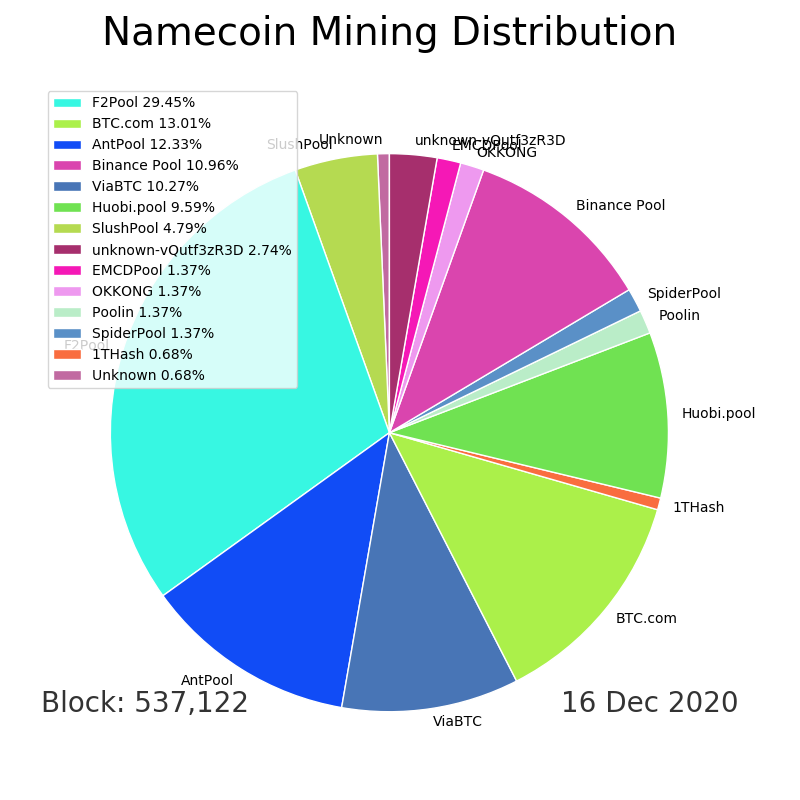 Namecoin Mining Distribution
F2Pool 29.45%
BTC.com 13.01%
AntPool 12.33%
Binance Pool 10.96%
ViaBTC 10.27%
Huobi.pool 9.59%
SlushPool 4.79%
unknown-vQutf3zR3D 2.74%
EMCDPool 1.37%
OKKONG 1.37%
Poolin 1.37%
SpiderPool 1.37%
1THash 0.68%
Unknown 0.68%
Unknown
SlushPool
unknown-vQutf3zR3D
EMCDPool
OKKONG
Binance Pool
SpiderPool
Poolin
F2Pool
Huobi.pool
1THash
BTC.com
AntPool
ViaBTC
Block: 537,122
16 Dec 2020